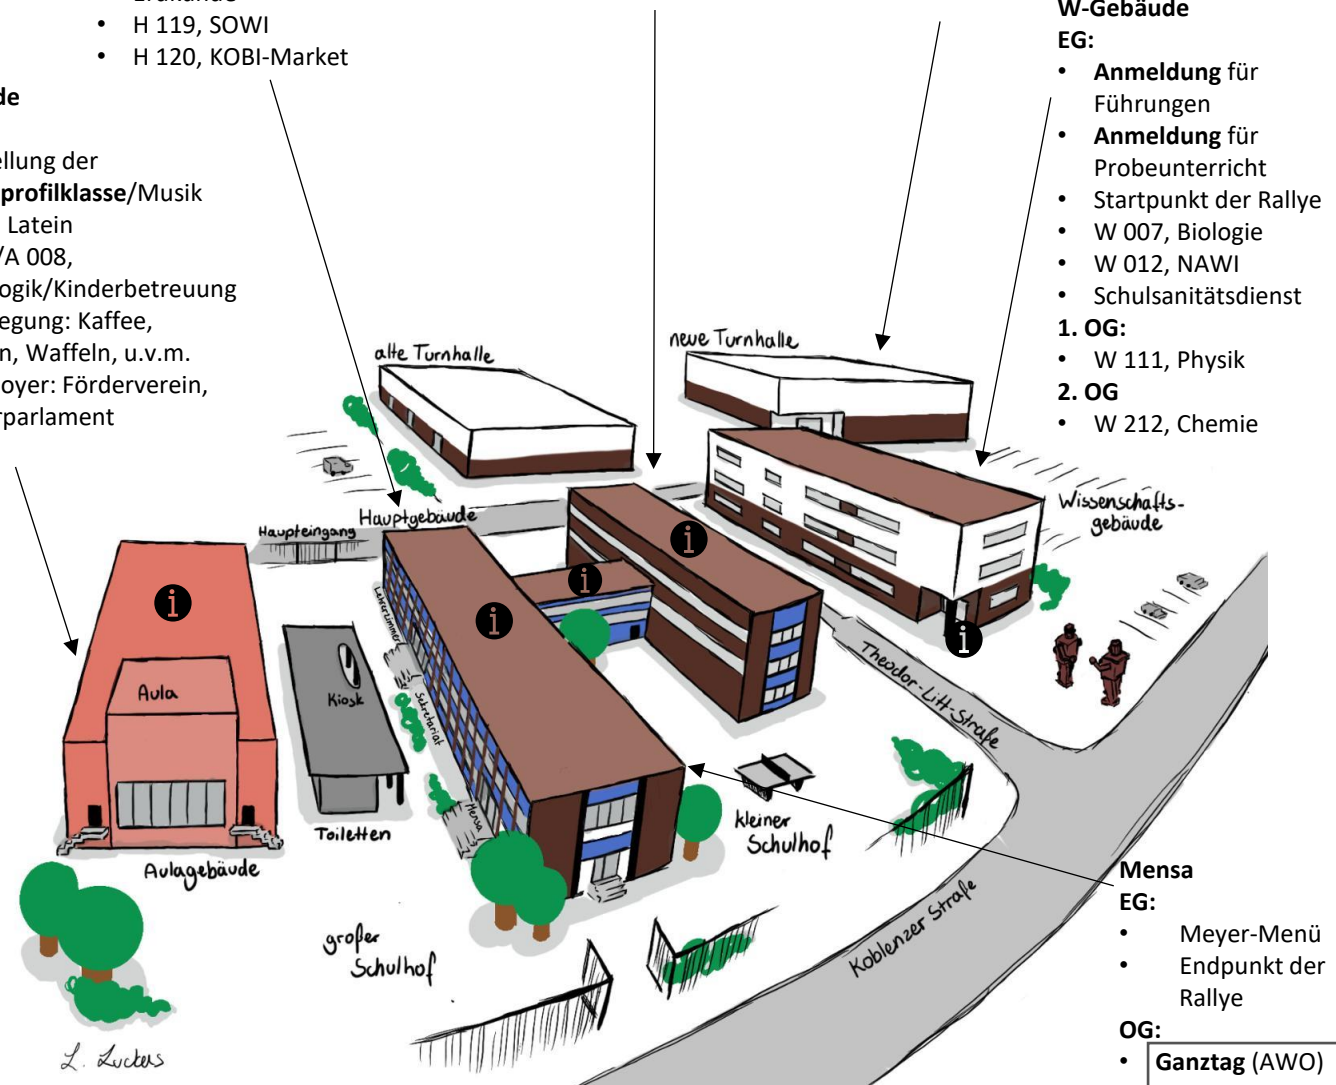 Erdkunde
• H 119, SOWI
• H 120, KOBI-Market
de
ellung der
profilklasse/Musik
Latein
/A 008,
ogik/Kinderbetreuung
egung: Kaffee,
n, Waffeln, u.v.m.
oyer: Förderverein,
rparlament
W-Gebäude
EG:
• Anmeldung für
Führungen
• Anmeldung für
Probeunterricht
• Startpunkt der Rallye
• W 007, Biologie
• W 012, NAWI
• Schulsanitätsdienst
1. OG:
• W 111, Physik
2. OG
• W 212, Chemie
alte Turnhalle
neue Turnhalle
Hauptgebäude
Haupteingang
Wissenschafts-
gebäude
i
i
i
i
i
Lehrerzimmer
Sekretariat
Mensa
Aula
Kiosk
Toiletten
Aulagebäude
Theodor-Litt-Straße
kleiner
Schulhof
großer
Schulhof
Koblenzer Straße
Mensa
EG:
• Meyer-Menü
• Endpunkt der
Rallye
OG:
• Ganztag (AWO)
L. Luckers